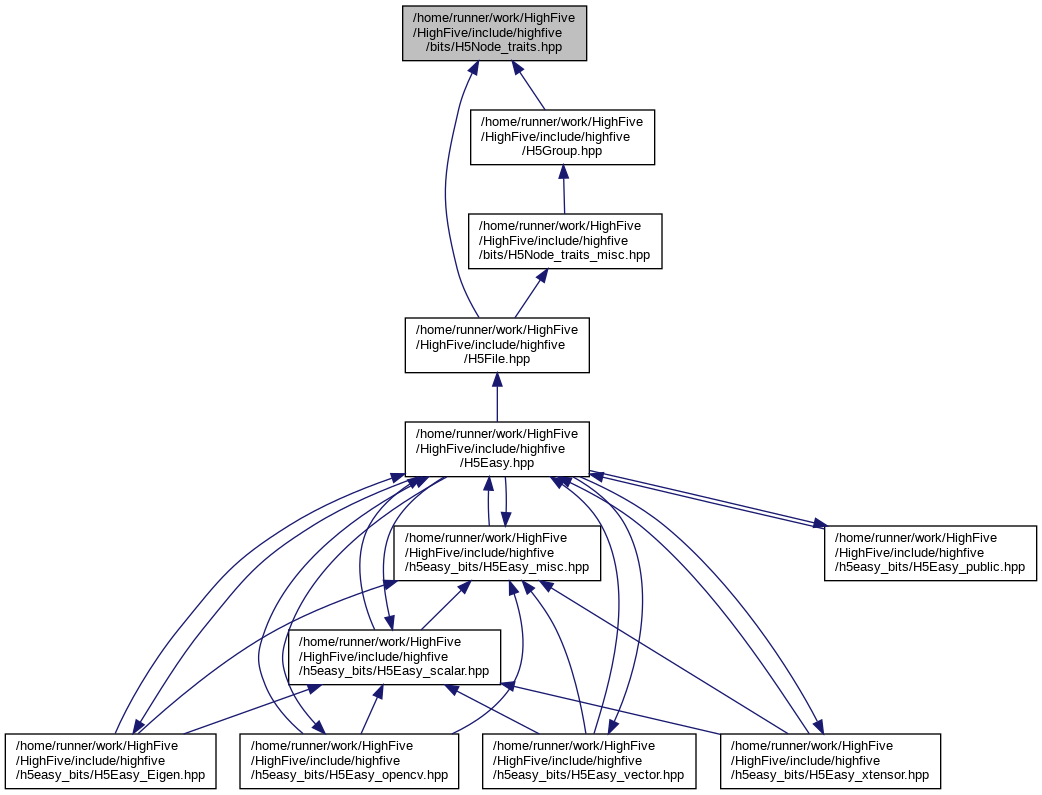 /home/runner/work/HighFive
/HighFive/include/highfive
/bits/H5Node_traits.hpp
/home/runner/work/HighFive
/HighFive/include/highfive
/H5Group.hpp
/home/runner/work/HighFive
/HighFive/include/highfive
/bits/H5Node_traits_misc.hpp
/home/runner/work/HighFive
/HighFive/include/highfive
/H5File.hpp
/home/runner/work/HighFive
/HighFive/include/highfive
/H5Easy.hpp
/home/runner/work/HighFive
/HighFive/include/highfive
/h5easy_bits/H5Easy_misc.hpp
/home/runner/work/HighFive
/HighFive/include/highfive
/h5easy_bits/H5Easy_public.hpp
/home/runner/work/HighFive
/HighFive/include/highfive
/h5easy_bits/H5Easy_scalar.hpp
/home/runner/work/HighFive
/HighFive/include/highfive
/h5easy_bits/H5Easy_Eigen.hpp
/home/runner/work/HighFive
/HighFive/include/highfive
/h5easy_bits/H5Easy_opencv.hpp
/home/runner/work/HighFive
/HighFive/include/highfive
/h5easy_bits/H5Easy_vector.hpp
/home/runner/work/HighFive
/HighFive/include/highfive
/h5easy_bits/H5Easy_xtensor.hpp